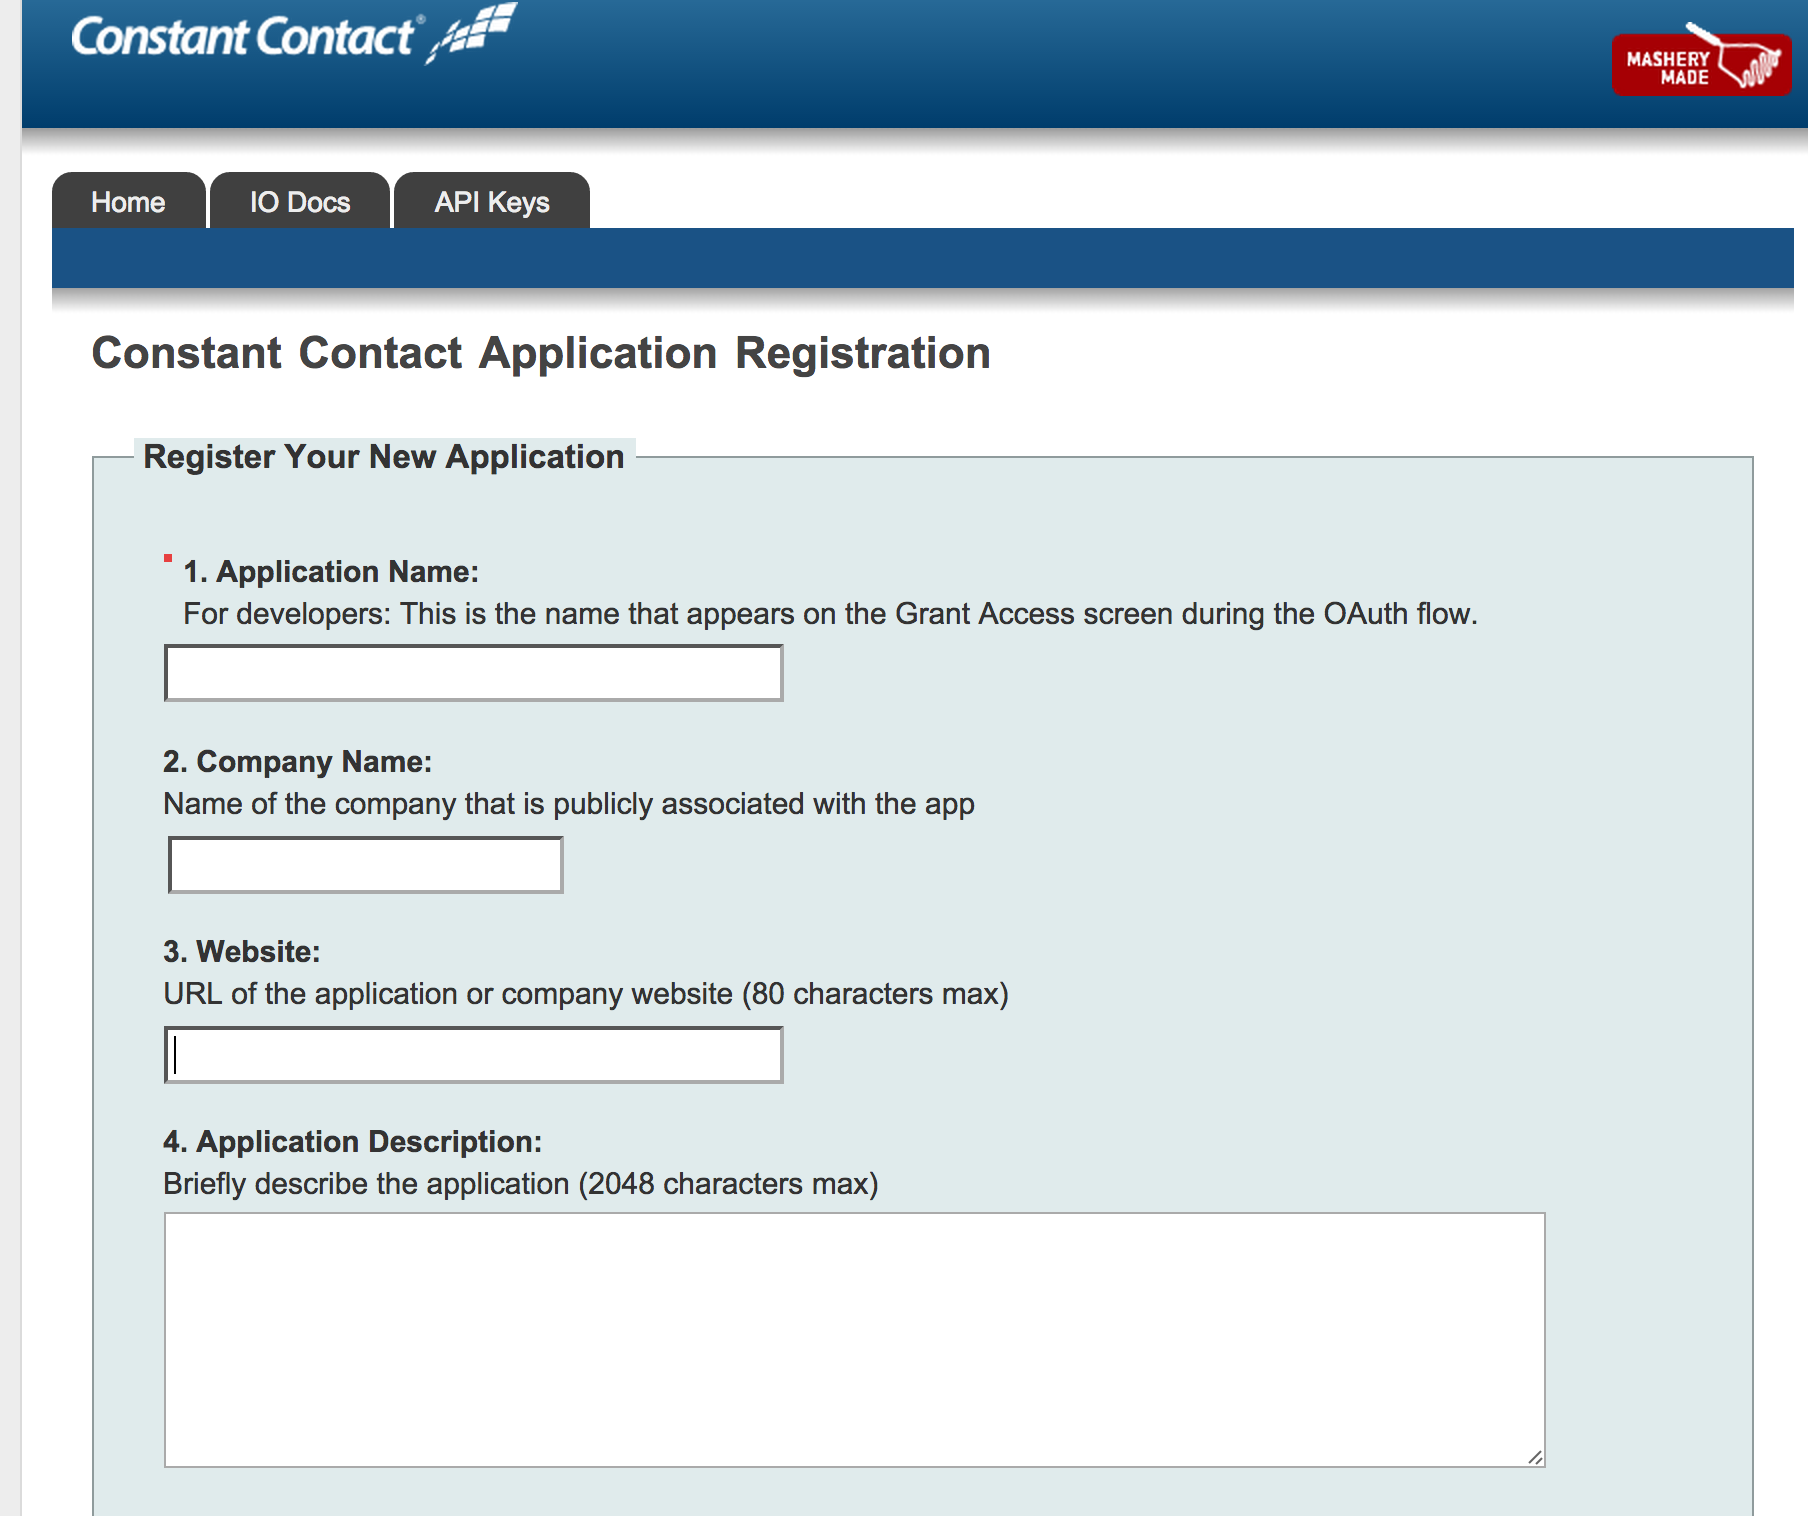 Constant Contact®
MASHERY
MADE
Home
IO Docs
API Keys
Constant Contact Application Registration
Register Your New Application
1. Application Name:
For developers: This is the name that appears on the Grant Access screen during the OAuth flow.
2. Company Name:
Name of the company that is publicly associated with the app
3. Website:
URL of the application or company website (80 characters max)
4. Application Description:
Briefly describe the application (2048 characters max)